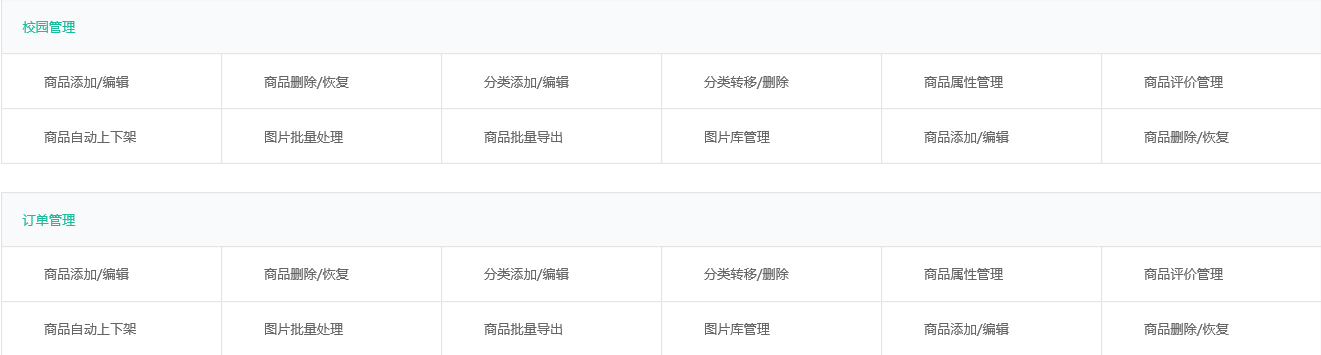 校园管理
商品添加/编辑 商品删除/恢复 分类添加/编辑 分类转移/删除 商品属性管理 商品评价管理
商品自动上下架 图片批量处理 商品批量导出 图片库管理 商品添加/编辑 商品删除/恢复
订单管理
商品添加/编辑 商品删除/恢复 分类添加/编辑 分类转移/删除 商品属性管理 商品评价管理
商品自动上下架 图片批量处理 商品批量导出 图片库管理 商品添加/编辑 商品删除/恢复